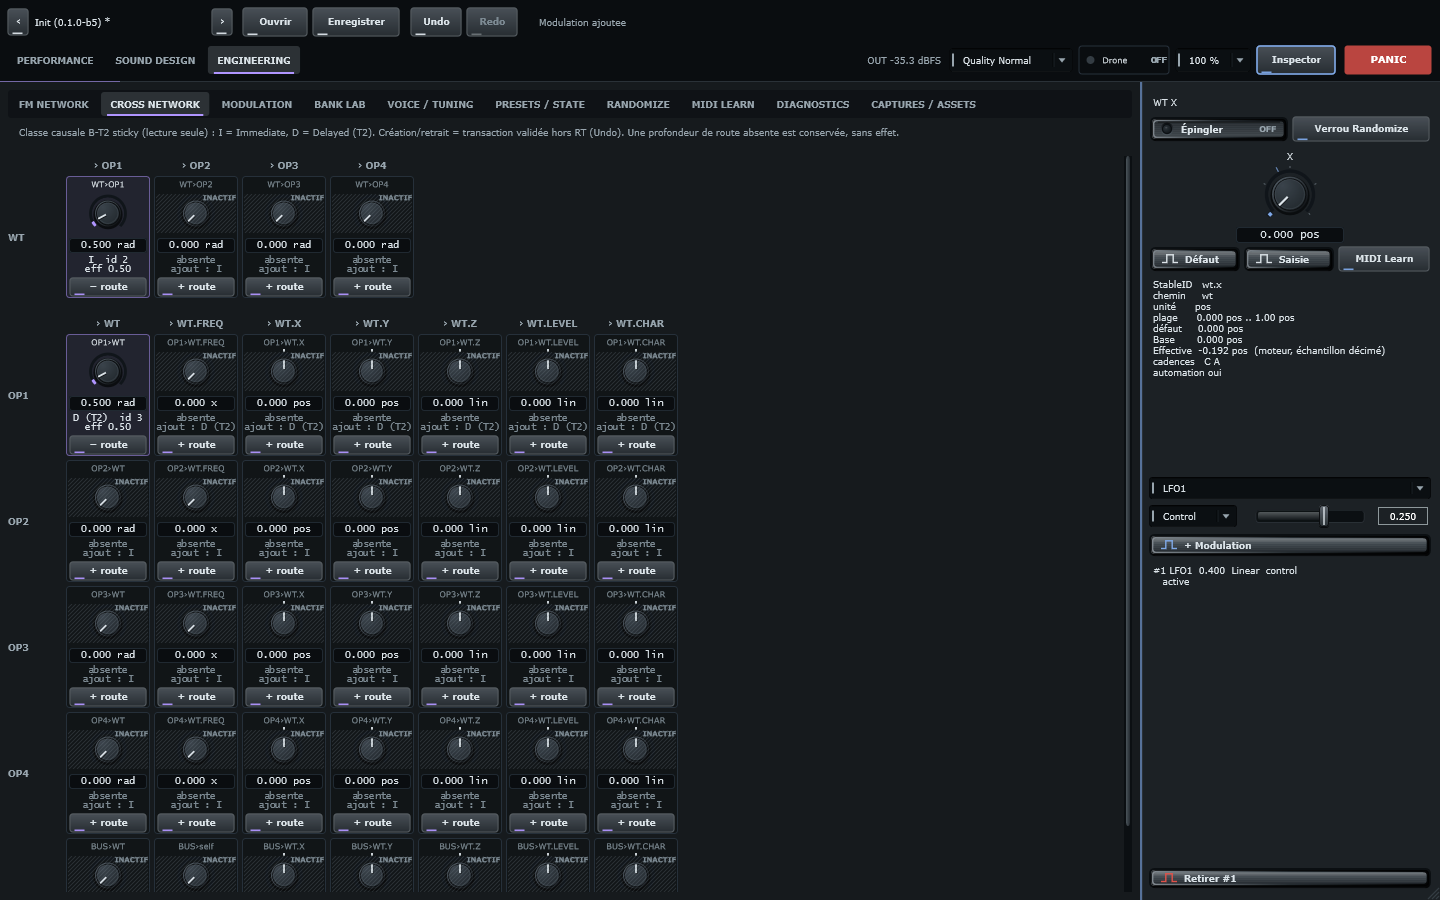 < Init (0.1.0-b5) * > Ouvrir Enregistrer Undo Redo Modulation ajoutee
PERFORMANCE SOUND DESIGN ENGINEERING OUT -35.3 dBFS Quality Normal Drone OFF 100 % Inspector PANIC
FM NETWORK CROSS NETWORK MODULATION BANK LAB VOICE / TUNING PRESETS / STATE RANDOMIZE MIDI LEARN DIAGNOSTICS CAPTURES / ASSETS
Classe causale B-T2 sticky (lecture seule) : I = Immediate, D = Delayed (T2). Création/retrait = transaction validée hors RT (Undo). Une profondeur de route absente est conservée, sans effet.
› OP1 › OP2 › OP3 › OP4
WT›OP1 WT›OP2 WT›OP3 WT›OP4
INACTIF INACTIF INACTIF
WT
0.500 rad 0.000 rad 0.000 rad 0.000 rad
I id 2 absente absente absente
eff 0.50 ajout : I ajout : I ajout : I
− route + route + route + route
› WT › WT.FREQ › WT.X › WT.Y › WT.Z › WT.LEVEL › WT.CHAR
OP1›WT OP1›WT.FREQ OP1›WT.X OP1›WT.Y OP1›WT.Z OP1›WT.LEVEL OP1›WT.CHAR
INACTIF INACTIF INACTIF INACTIF INACTIF INACTIF
OP1
0.500 rad 0.000 x 0.000 pos 0.000 pos 0.000 lin 0.000 lin 0.000 lin
D (T2) id 3 absente absente absente absente absente absente
eff 0.50 ajout : D (T2) ajout : D (T2) ajout : D (T2) ajout : D (T2) ajout : D (T2) ajout : D (T2)
− route + route + route + route + route + route + route
OP2›WT OP2›WT.FREQ OP2›WT.X OP2›WT.Y OP2›WT.Z OP2›WT.LEVEL OP2›WT.CHAR
INACTIF INACTIF INACTIF INACTIF INACTIF INACTIF INACTIF
OP2
0.000 rad 0.000 x 0.000 pos 0.000 pos 0.000 lin 0.000 lin 0.000 lin
absente absente absente absente absente absente absente
ajout : I ajout : I ajout : I ajout : I ajout : I ajout : I ajout : I
+ route + route + route + route + route + route + route
OP3›WT OP3›WT.FREQ OP3›WT.X OP3›WT.Y OP3›WT.Z OP3›WT.LEVEL OP3›WT.CHAR
INACTIF INACTIF INACTIF INACTIF INACTIF INACTIF INACTIF
OP3
0.000 rad 0.000 x 0.000 pos 0.000 pos 0.000 lin 0.000 lin 0.000 lin
absente absente absente absente absente absente absente
ajout : I ajout : I ajout : I ajout : I ajout : I ajout : I ajout : I
+ route + route + route + route + route + route + route
OP4›WT OP4›WT.FREQ OP4›WT.X OP4›WT.Y OP4›WT.Z OP4›WT.LEVEL OP4›WT.CHAR
INACTIF INACTIF INACTIF INACTIF INACTIF INACTIF INACTIF
OP4
0.000 rad 0.000 x 0.000 pos 0.000 pos 0.000 lin 0.000 lin 0.000 lin
absente absente absente absente absente absente absente
ajout : I ajout : I ajout : I ajout : I ajout : I ajout : I ajout : I
+ route + route + route + route + route + route + route
BUS›WT BUS›self BUS›WT.X BUS›WT.Y BUS›WT.Z BUS›WT.LEVEL BUS›WT.CHAR
INACTIF INACTIF INACTIF INACTIF INACTIF INACTIF INACTIF
WT X
Épingler OFF Verrou Randomize
X
0.000 pos
Défaut Saisie MIDI Learn
StableID wt.x
chemin wt
unité pos
plage 0.000 pos .. 1.00 pos
défaut 0.000 pos
Base 0.000 pos
Effective -0.192 pos (moteur, échantillon décimé)
cadences C A
automation oui
LFO1
Control 0.250
+ Modulation
#1 LFO1 0.400 Linear control
active
Retirer #1